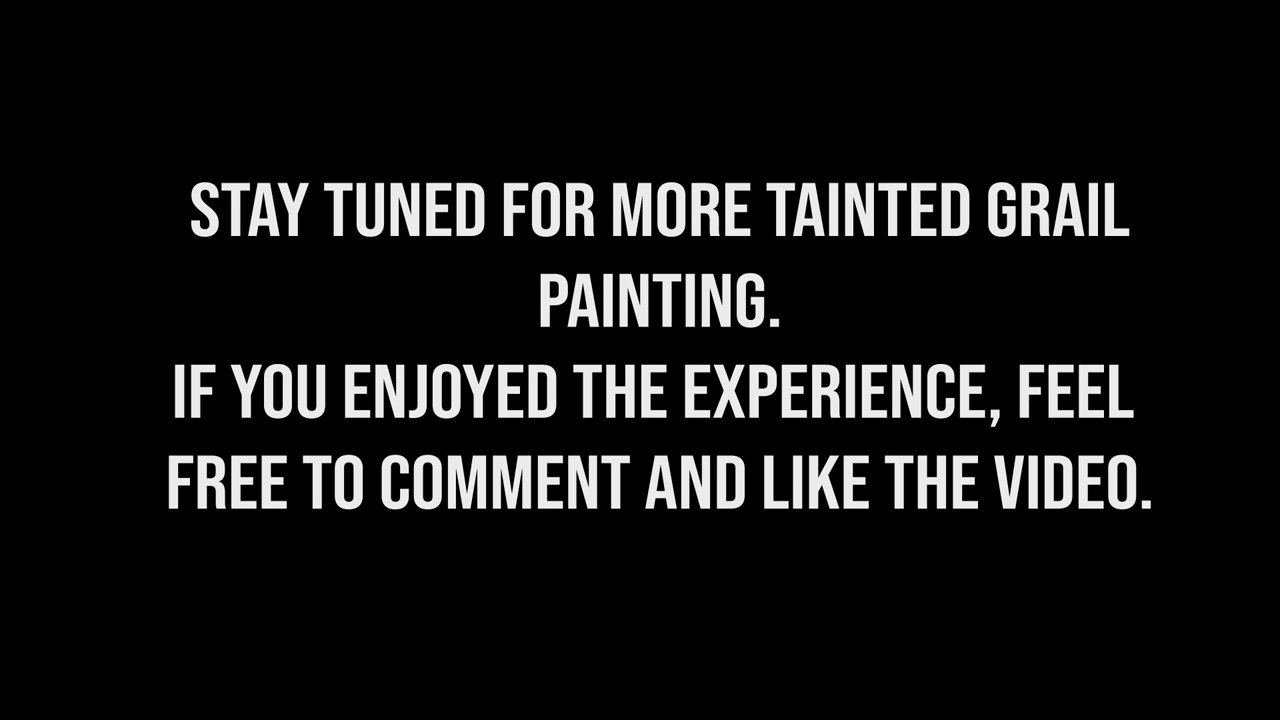 STAY TUNED FOR MORE TAINTED GRAIL
PAINTING.
IF YOU ENJOYED THE EXPERIENCE, FEEL
FREE TO COMMENT AND LIKE THE VIDEO.